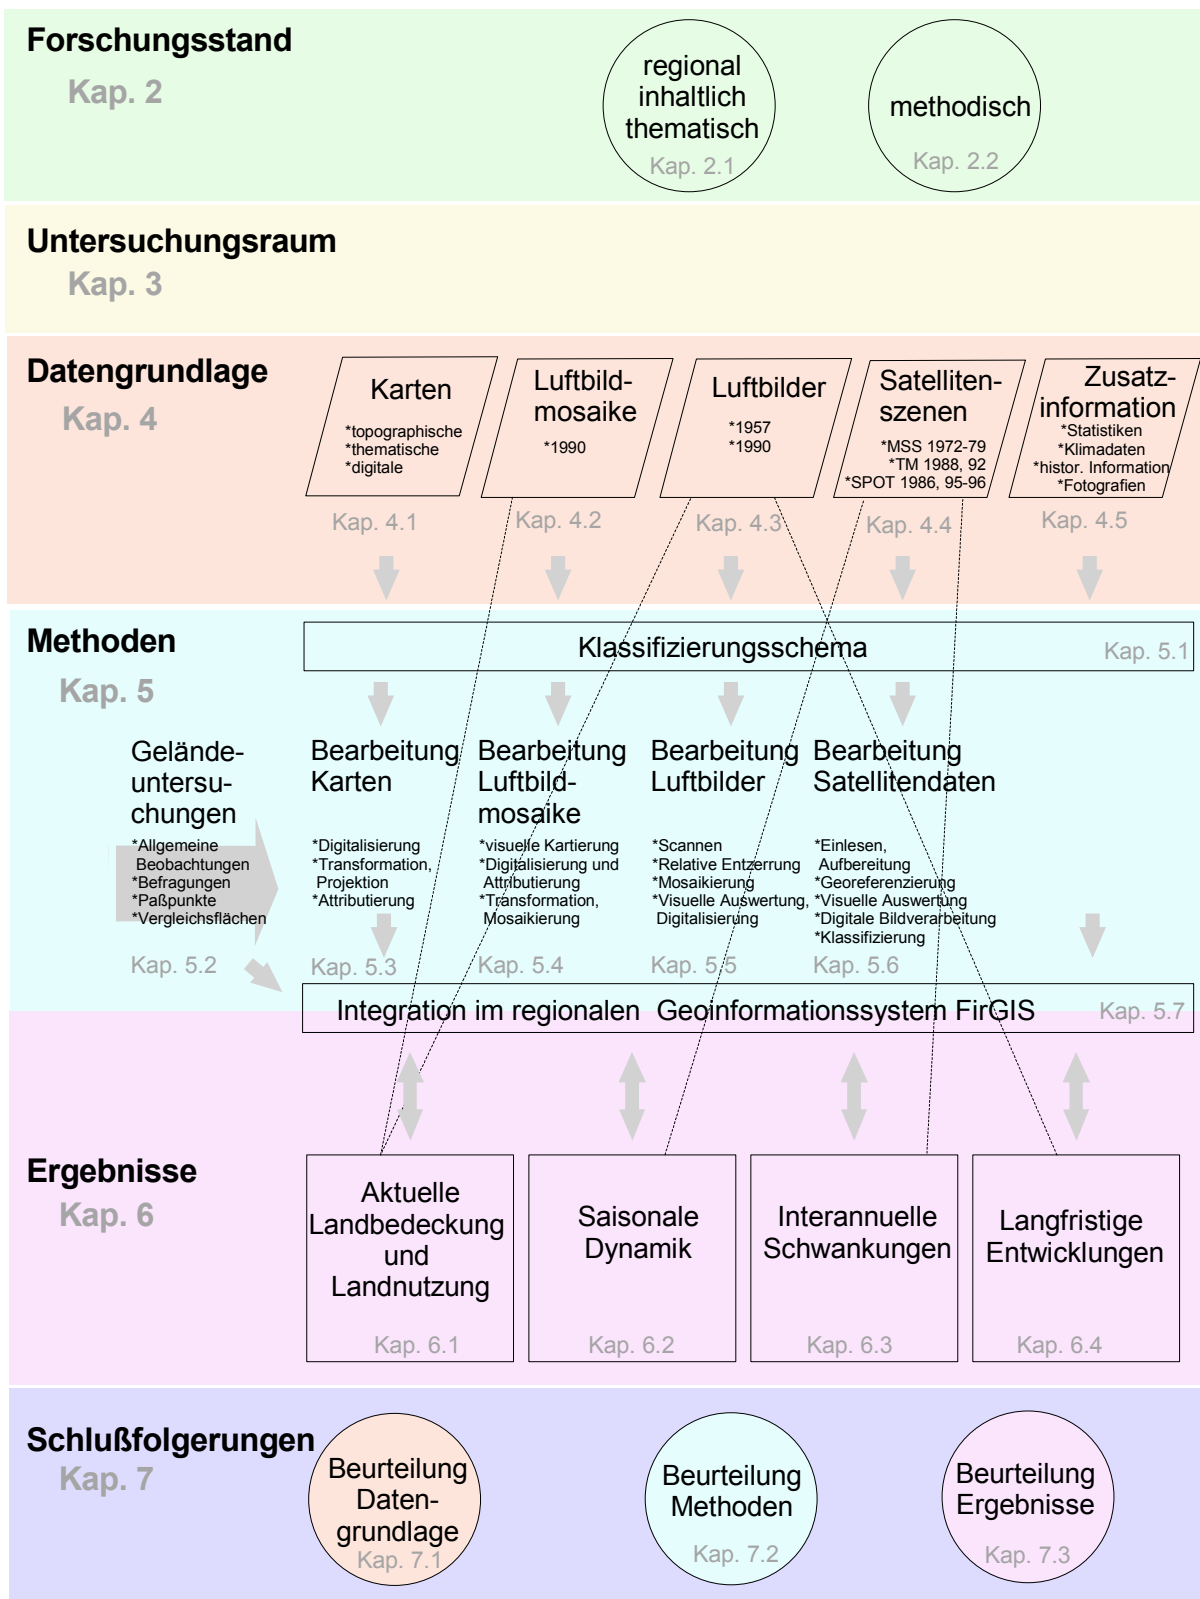 Forschungsstand
Kap. 2
regional
inhaltlich
thematisch
Kap. 2.1
methodisch
Kap. 2.2
Untersuchungsraum
Kap. 3
Datengrundlage
Kap. 4
Karten
*topographische
*thematische
*digitale
Kap. 4.1
Luftbild-
mosaike
*1990
Kap. 4.2
Luftbilder
*1957
*1990
Kap. 4.3
Satelliten-
szenen
*MSS 1972-79
*TM 1988, 92
*SPOT 1986, 95-96
Kap. 4.4
Zusatz-
information
*Statistiken
*Klimadaten
*histor. Information
*Fotografien
Kap. 4.5
Methoden
Kap. 5
Klassifizierungsschema
Kap. 5.1
Gelände-
untersu-
chungen
*Allgemeine
Beobachtungen
*Befragungen
*Paßpunkte
*Vergleichsflächen
Kap. 5.2
Bearbeitung
Karten
*Digitalisierung
*Transformation,
Projektion
*Attributierung
Kap. 5.3
Bearbeitung
Luftbild-
mosaike
*visuelle Kartierung
*Digitalisierung und
Attributierung
*Transformation,
Mosaikierung
Kap. 5.4
Bearbeitung
Luftbilder
*Scannen
*Relative Entzerrung
*Mosaikierung
*Visuelle Auswertung,
Digitalisierung
Kap. 5.5
Bearbeitung
Satellitendaten
*Einlesen,
Aufbereitung
*Georeferenzierung
*Visuelle Auswertung
*Digitale Bildverarbeitung
*Klassifizierung
Kap. 5.6
Integration im regionalen Geoinformationssystem FirGIS
Kap. 5.7
Ergebnisse
Kap. 6
Aktuelle
Landbedeckung
und
Landnutzung
Kap. 6.1
Saisonale
Dynamik
Kap. 6.2
Interannuelle
Schwankungen
Kap. 6.3
Langfristige
Entwicklungen
Kap. 6.4
Schlußfolgerungen
Kap. 7
Beurteilung
Daten-
grundlage
Kap. 7.1
Beurteilung
Methoden
Kap. 7.2
Beurteilung
Ergebnisse
Kap. 7.3